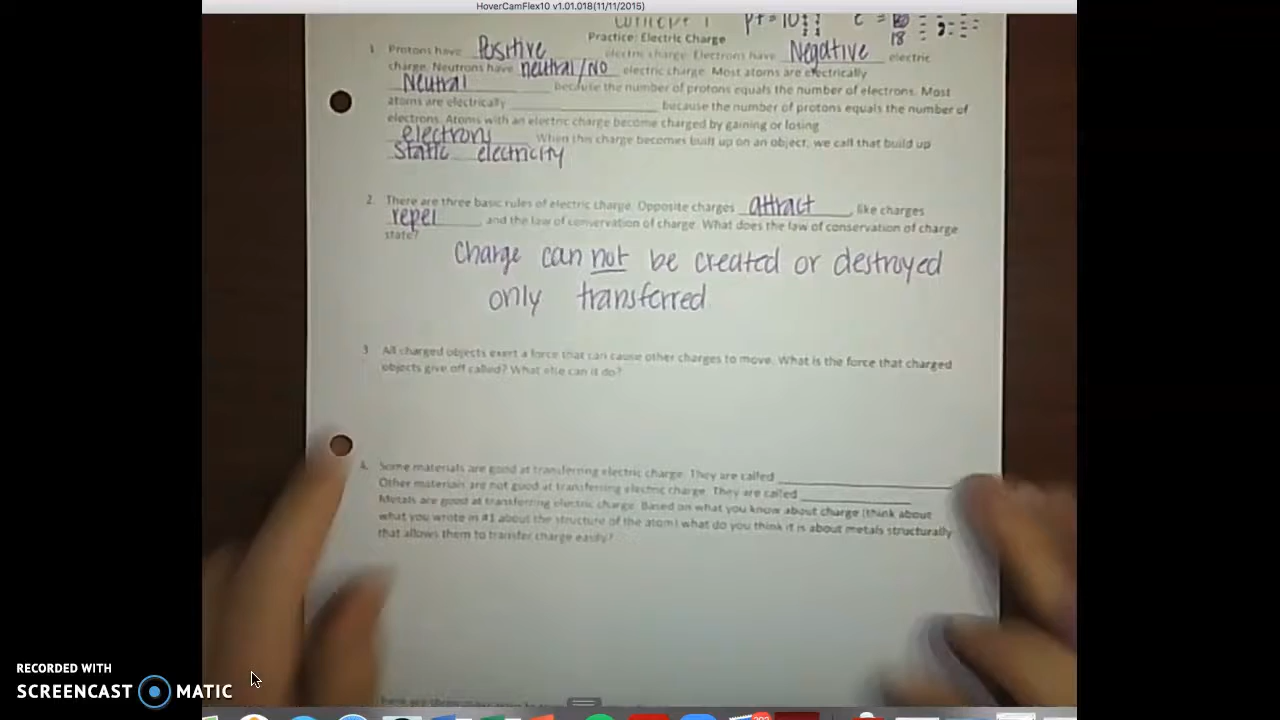 HoverCamFlex10 v1.01.018(11/11/2015)
Practice: Electric Charge
1. Protons have Positive electric charge. Electrons have Negative electric
charge. Neutrons have neutral/No electric charge. Most atoms are electrically
Neutral because the number of protons equals the number of electrons. Most
atoms are electrically ____ because the number of protons equals the number of
electrons. Atoms with an electric charge become charged by gaining or losing
electrons When this charge becomes built up on an object, we call that build up
Static electricity
2. There are three basic rules of electric charge. Opposite charges attract, like charges
repel and the law of conservation of charge. What does the law of conservation of charge
state?
Charge can not be created or destroyed
only transferred
3 All charged objects exert a force that can cause other charges to move. What is the force that charged
objects give off called? What else can it do?
4. Some materials are good at transferring electric charge. They are called ____
Other materials are not good at transferring electric charge. They are called ____
Metals are good at transferring electric charge. Based on what you know about charge (think about
what you wrote in #1 about the structure of the atom) what do you think it is about metals structurally
that allows them to transfer charge easily?
RECORDED WITH
SCREENCAST MATIC